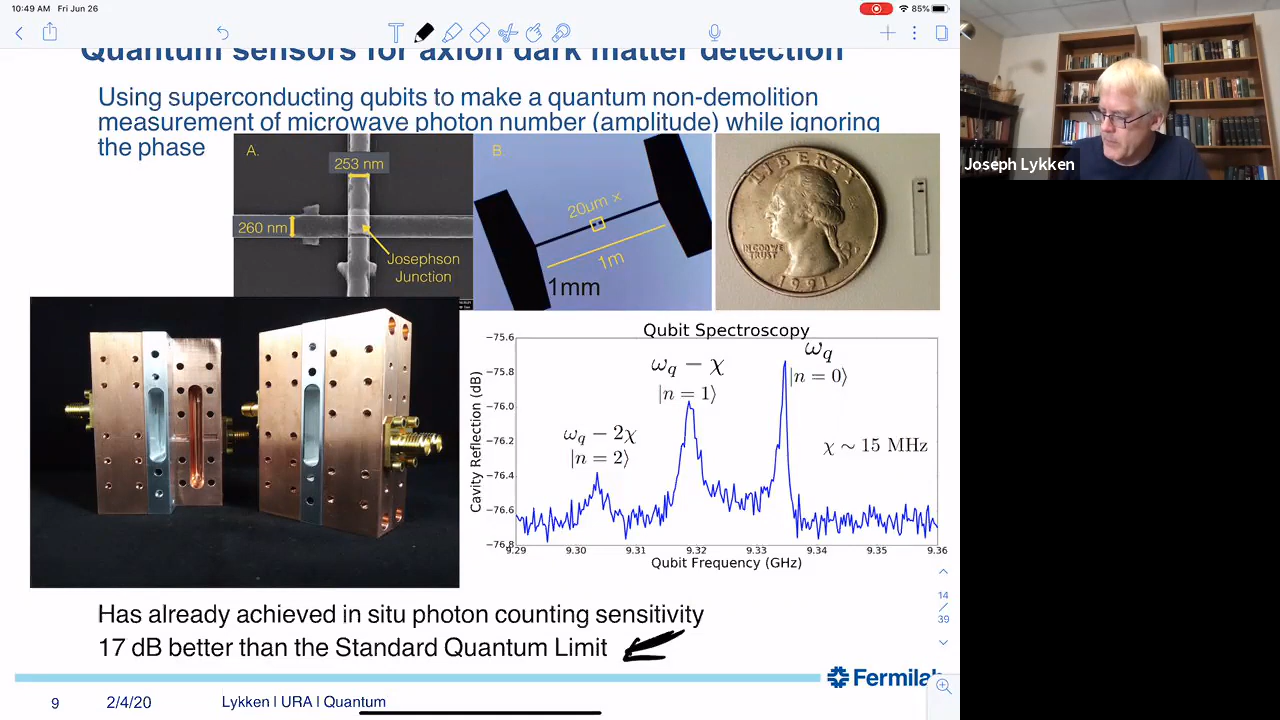 10:49 AM Fri Jun 26
85%
T
Quantum sensors for axion dark matter detection
Using superconducting qubits to make a quantum non-demolition
measurement of microwave photon number (amplitude) while ignoring
the phase
A.
253 nm
260 nm
Josephson
Junction
B.
20um ×
1m
1mm
LIBERTY
IN GOD WE
TRUST
1991
Qubit Spectroscopy
Cavity Reflection (dB)
−75.6
−75.8
−76.0
−76.2
−76.4
−76.6
−76.8
ω_q − 2χ
|n = 2⟩
ω_q − χ
|n = 1⟩
ω_q
|n = 0⟩
χ ∼ 15 MHz
9.29 9.30 9.31 9.32 9.33 9.34 9.35 9.36
Qubit Frequency (GHz)
Has already achieved in situ photon counting sensitivity
17 dB better than the Standard Quantum Limit
14
/
39
Fermilab
9 2/4/20 Lykken | URA | Quantum
Joseph Lykken